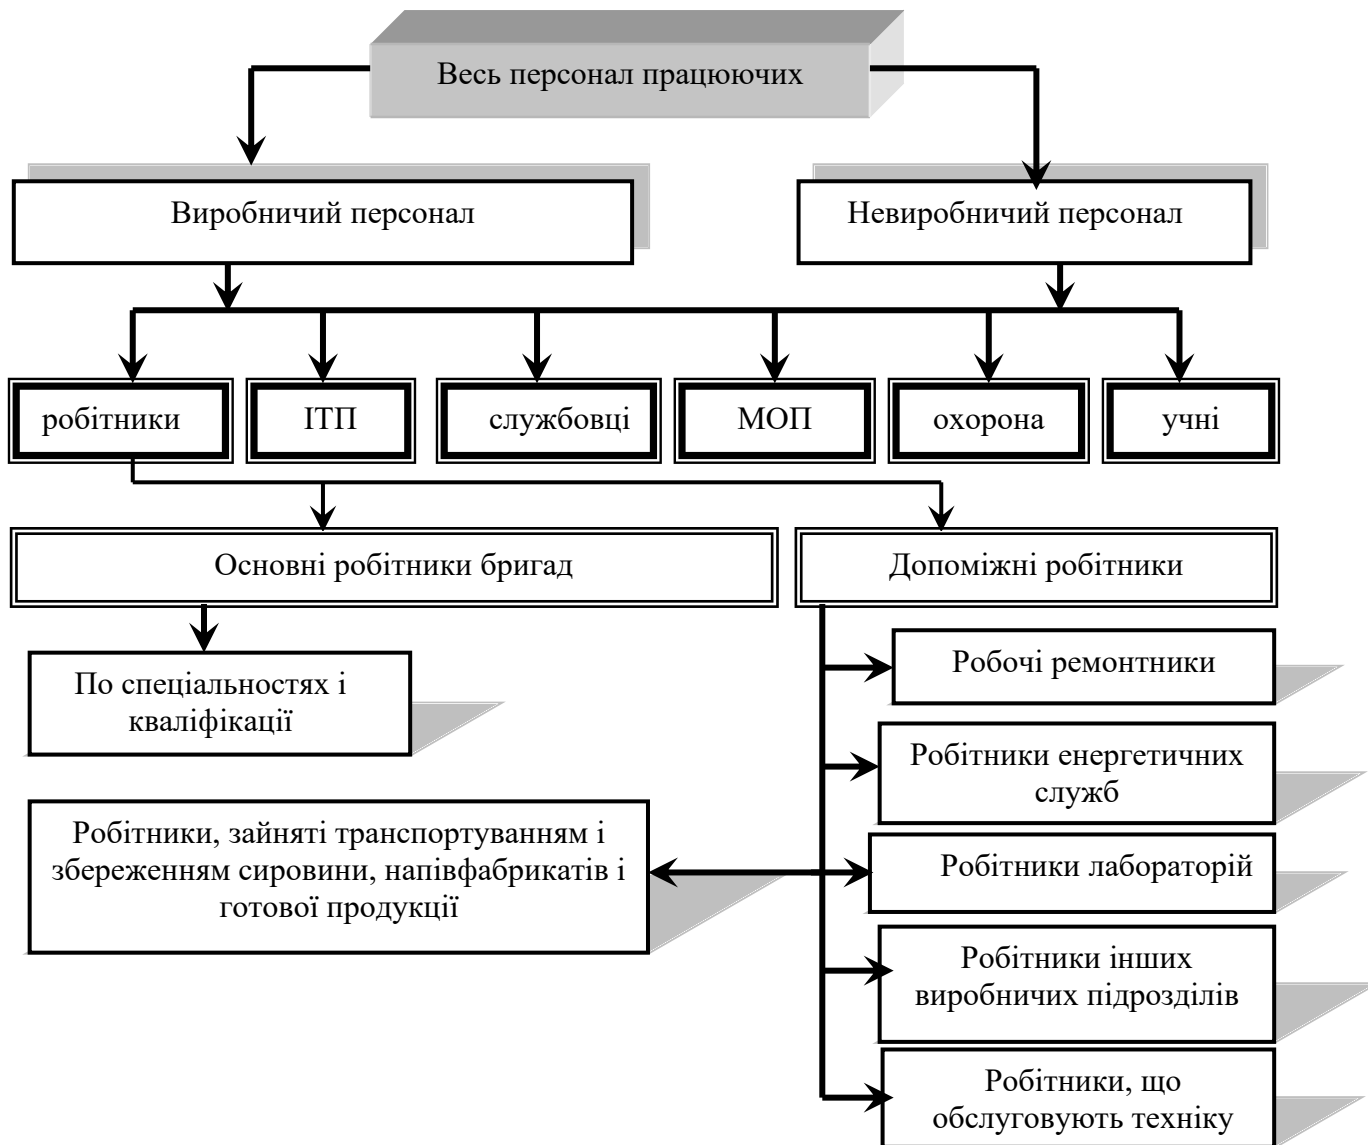 Весь персонал працюючих
Виробничий персонал
Невиробничий персонал
робітники
ІТП
службовці
МОП
охорона
учні
Основні робітники бригад
Допоміжні робітники
По спеціальностях і
кваліфікації
Робочі ремонтники
Робітники енергетичних
служб
Робітники, зайняті транспортуванням і
збереженням сировини, напівфабрикатів і
готової продукції
Робітники лабораторій
Робітники інших
виробничих підрозділів
Робітники, що
обслуговують техніку